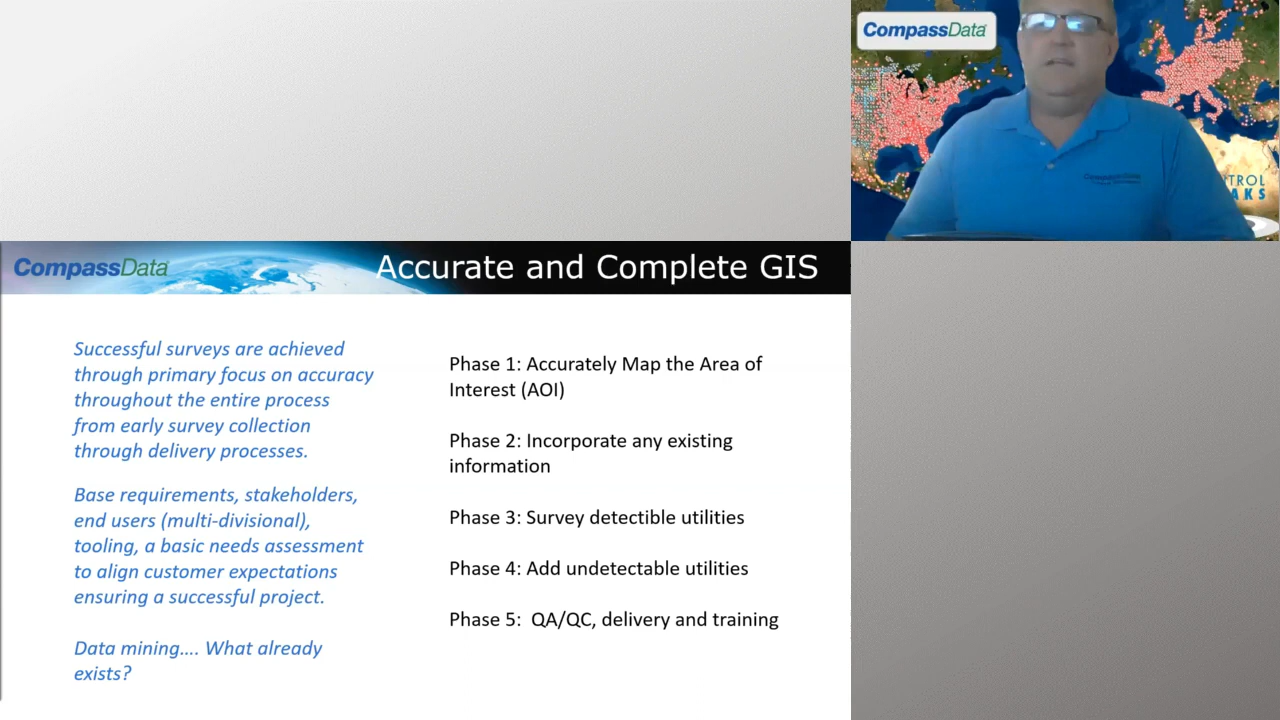 CompassData
CompassData
TROL
AKS
CompassData
Accurate and Complete GIS
Successful surveys are achieved
through primary focus on accuracy
throughout the entire process
from early survey collection
through delivery processes.
Base requirements, stakeholders,
end users (multi-divisional),
tooling, a basic needs assessment
to align customer expectations
ensuring a successful project.
Data mining.... What already
exists?
Phase 1: Accurately Map the Area of
Interest (AOI)
Phase 2: Incorporate any existing
information
Phase 3: Survey detectible utilities
Phase 4: Add undetectable utilities
Phase 5:  QA/QC, delivery and training